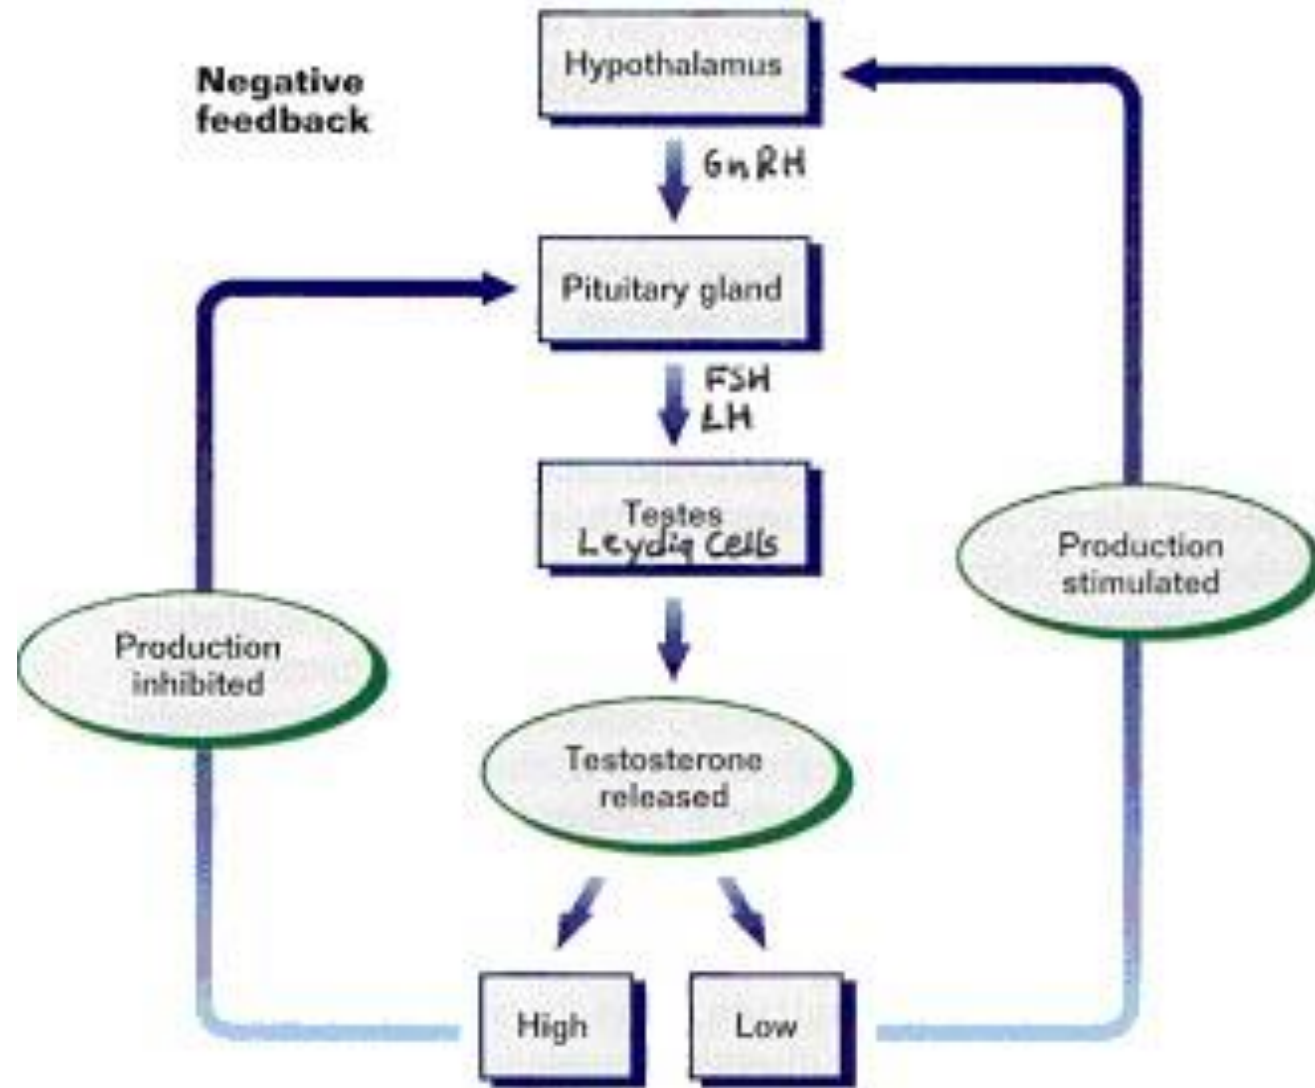 Negative
feedback
Hypothalamus
GnRH
Pituitary gland
FSH
LH
Testes
Leydig Cells
Production
stimulated
Production
inhibited
Testosterone
released
High
Low